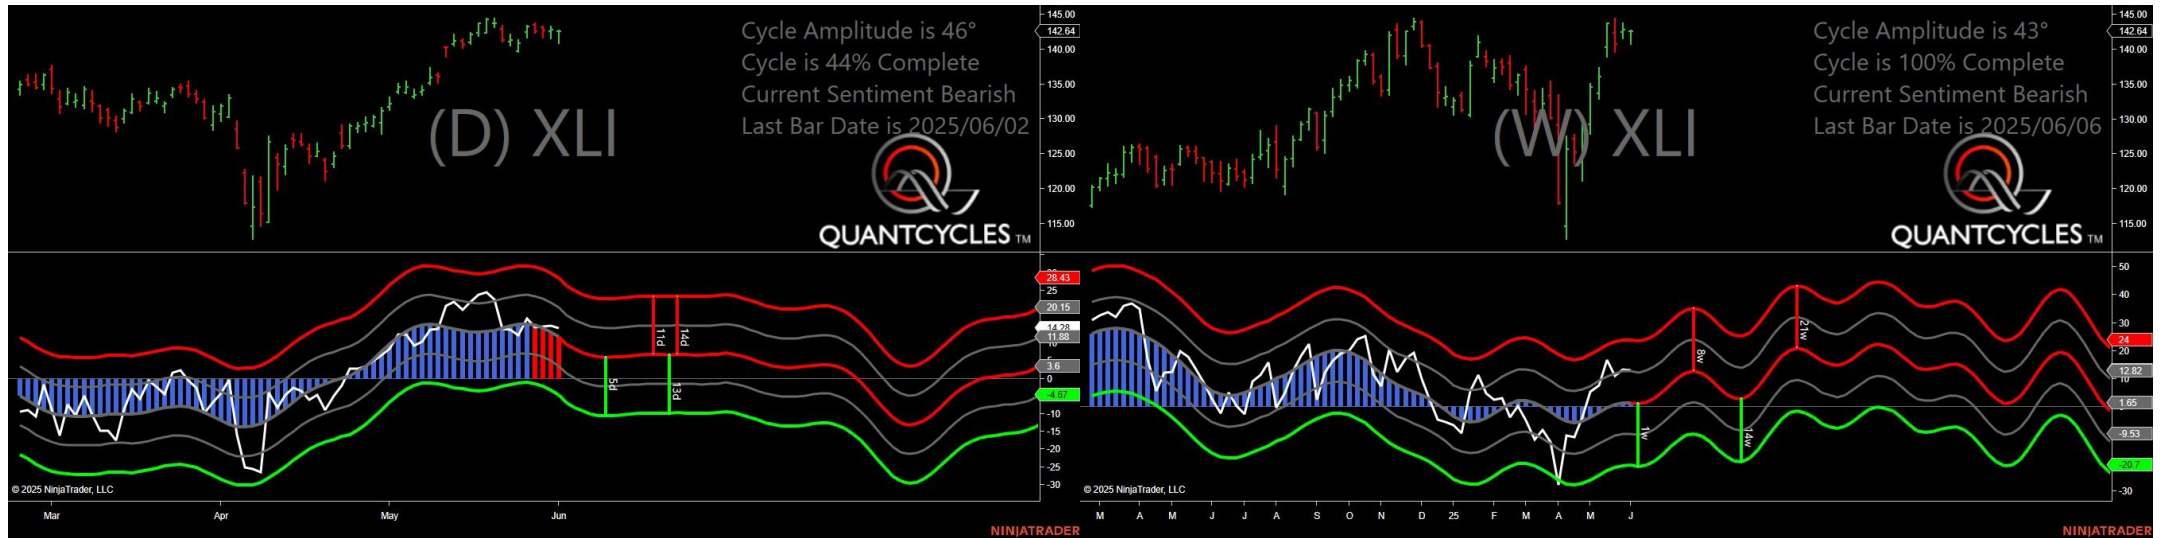 Cycle Amplitude is 46°
Cycle is 44% Complete
Current Sentiment Bearish
Last Bar Date is 2025/06/02
(D) XLI
QUANTCYCLES TM
145.00
142.64
140.00
135.00
130.00
125.00
120.00
115.00
28.43
25
20.15
14.28
11.88
3.6
0
-4.67
-10
-15
-20
-25
-30
5d
11d
14d
13d
© 2025 NinjaTrader, LLC
Mar Apr May Jun
NINJATRADER
Cycle Amplitude is 43°
Cycle is 100% Complete
Current Sentiment Bearish
Last Bar Date is 2025/06/06
(W) XLI
QUANTCYCLES TM
145.00
142.64
140.00
135.00
130.00
125.00
120.00
115.00
50
40
30
24
20
12.82
10
1.65
-9.53
-20.7
-30
1w
8w
14w
21w
© 2025 NinjaTrader, LLC
M A M J J A S O N D 25 F M A M J
NINJATRADER